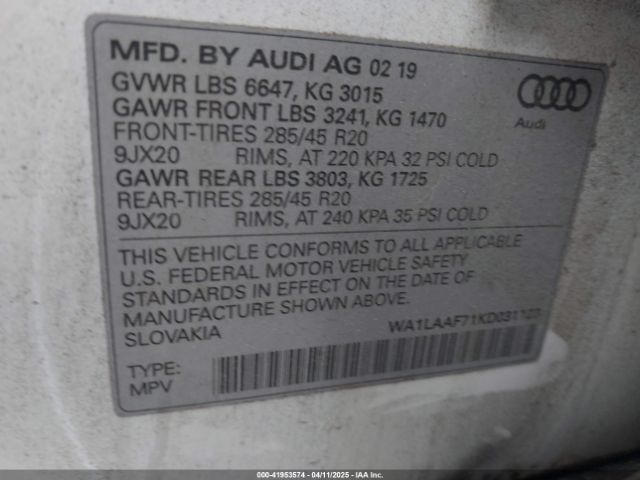 MFD. BY AUDI AG 02 19
GVWR LBS 6647, KG 3015
GAWR FRONT LBS 3241, KG 1470
FRONT-TIRES 285/45 R20
9JX20 RIMS, AT 220 KPA 32 PSI COLD
GAWR REAR LBS 3803, KG 1725
REAR-TIRES 285/45 R20
9JX20 RIMS, AT 240 KPA 35 PSI COLD
Audi
THIS VEHICLE CONFORMS TO ALL APPLICABLE
U.S. FEDERAL MOTOR VEHICLE SAFETY
STANDARDS IN EFFECT ON THE DATE OF
MANUFACTURE SHOWN ABOVE.
SLOVAKIA
TYPE:
MPV
000-41953574 | 04/11/2025 — IAA Inc.